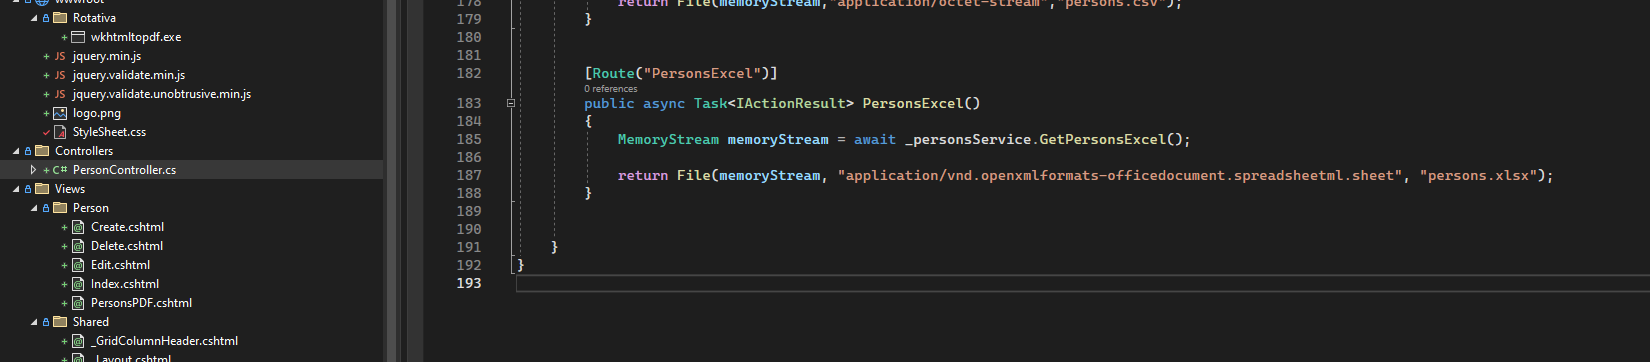 wwwroot
Rotativa
wkhtmltopdf.exe
JS jquery.min.js
JS jquery.validate.min.js
JS jquery.validate.unobtrusive.min.js
logo.png
StyleSheet.css
Controllers
C# PersonController.cs
Views
Person
Create.cshtml
Delete.cshtml
Edit.cshtml
Index.cshtml
PersonsPDF.cshtml
Shared
_GridColumnHeader.cshtml
_Layout.cshtml
178 return File(memoryStream,"application/octet-stream","persons.csv");
179 }
180
181
182 [Route("PersonsExcel")]
0 references
183 public async Task<IActionResult> PersonsExcel()
184 {
185 MemoryStream memoryStream = await _personsService.GetPersonsExcel();
186
187 return File(memoryStream, "application/vnd.openxmlformats-officedocument.spreadsheetml.sheet", "persons.xlsx");
188 }
189
190
191 }
192 }
193